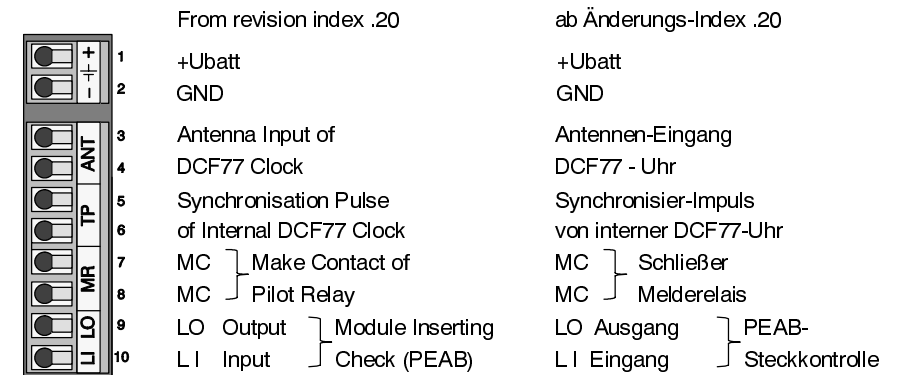 From revision index .20 ab Änderungs-Index .20
+ 1 +Ubatt +Ubatt
- 2 GND GND
ANT 3 Antenna Input of Antennen-Eingang
4 DCF77 Clock DCF77 - Uhr
TP 5 Synchronisation Pulse Synchronisier-Impuls
6 of Internal DCF77 Clock von interner DCF77-Uhr
MR 7 MC Make Contact of MC Schließer
8 MC Pilot Relay MC Melderelais
LO 9 LO Output Module Inserting LO Ausgang PEAB-
LI 10 LI Input Check (PEAB) LI Eingang Steckkontrolle